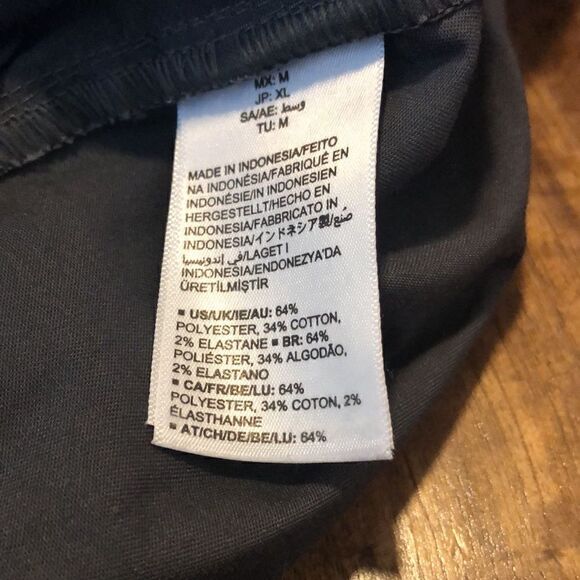 MX: M
JP: XL
SA/AE: وسط
TU: M
MADE IN INDONESIA/FEITO
NA INDONÉSIA/FABRIQUÉ EN
INDONÉSIE/IN INDONESIEN
HERGESTELLT/HECHO EN
INDONESIA/FABBRICATO IN
INDONESIA/インドネシア製/صُنع
في إندونيسيا/LAGET I
INDONESIA/ENDONEZYA'DA
ÜRETİLMİŞTİR
■ US/UK/IE/AU: 64%
POLYESTER, 34% COTTON,
2% ELASTANE ■ BR: 64%
POLIÉSTER, 34% ALGODÃO,
2% ELASTANO
■ CA/FR/BE/LU: 64%
POLYESTER, 34% COTON, 2%
ÉLASTHANNE
■ AT/CH/DE/BE/LU: 64%